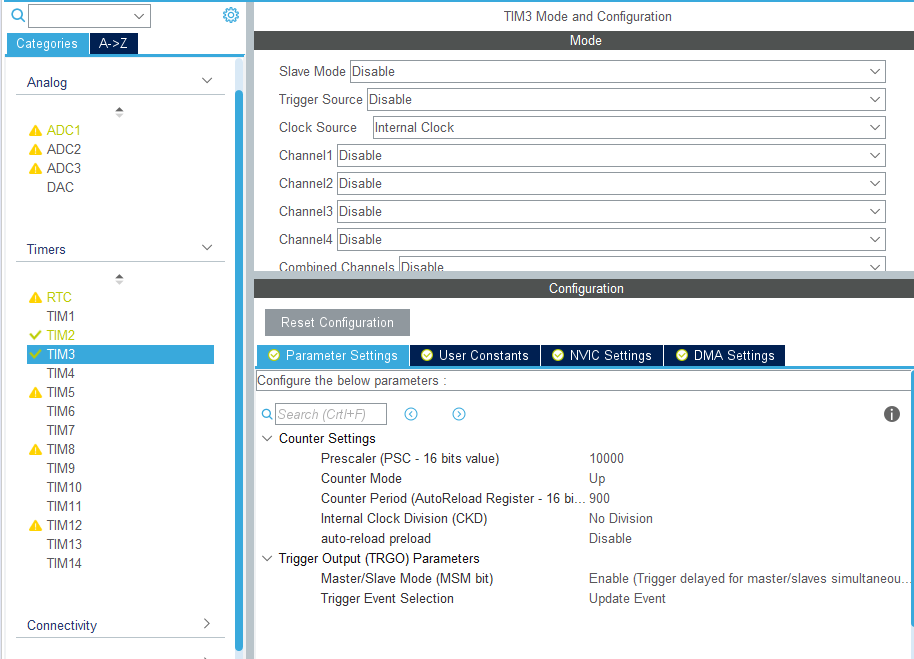 Categories
A->Z
Analog
ADC1
ADC2
ADC3
DAC
Timers
RTC
TIM1
TIM2
TIM3
TIM4
TIM5
TIM6
TIM7
TIM8
TIM9
TIM10
TIM11
TIM12
TIM13
TIM14
Connectivity
TIM3 Mode and Configuration
Mode
Slave Mode Disable
Trigger Source Disable
Clock Source Internal Clock
Channel1 Disable
Channel2 Disable
Channel3 Disable
Channel4 Disable
Combined Channels Disable
Configuration
Reset Configuration
Parameter Settings User Constants NVIC Settings DMA Settings
Configure the below parameters :
Search (Crtl+F)
Counter Settings
Prescaler (PSC - 16 bits value) 10000
Counter Mode Up
Counter Period (AutoReload Register - 16 bi... 900
Internal Clock Division (CKD) No Division
auto-reload preload Disable
Trigger Output (TRGO) Parameters
Master/Slave Mode (MSM bit) Enable (Trigger delayed for master/slaves simultaneou...
Trigger Event Selection Update Event